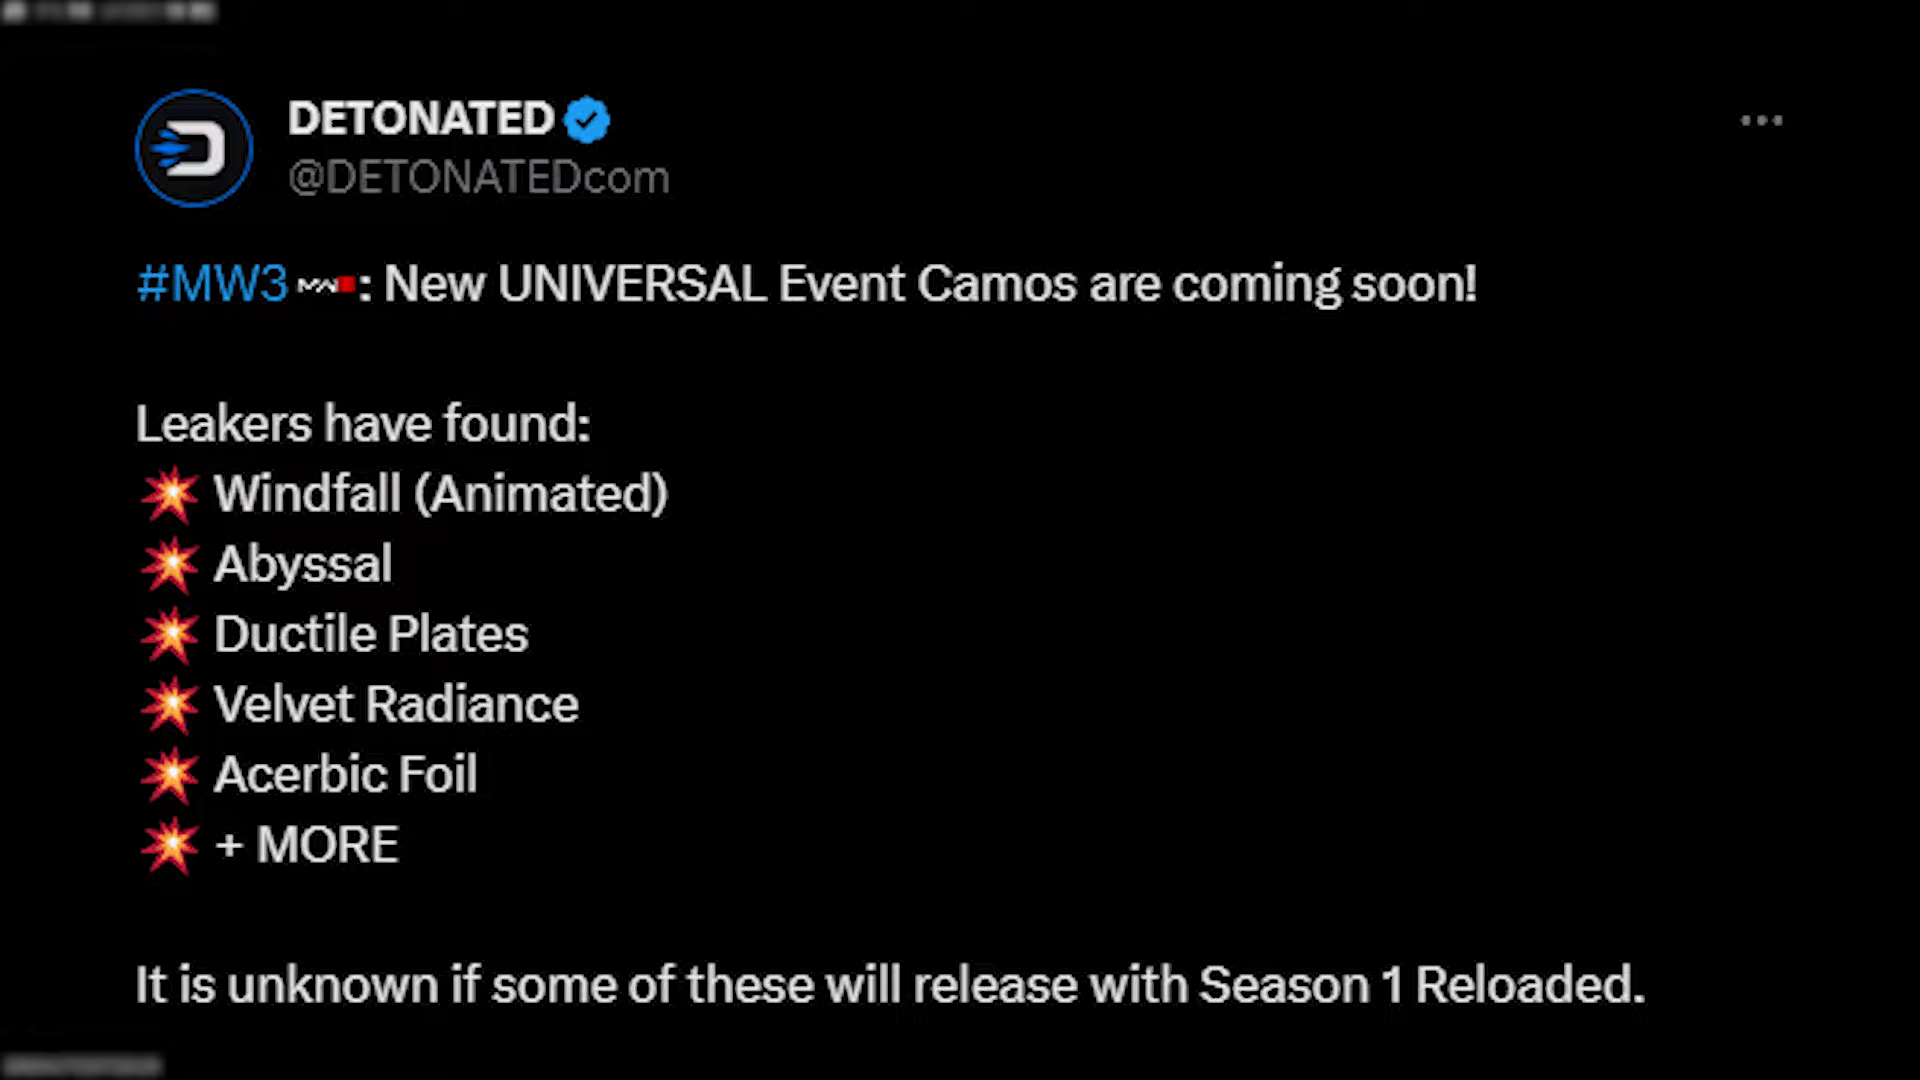 DETONATED
@DETONATEDcom
#MW3 MW: New UNIVERSAL Event Camos are coming soon!
Leakers have found:
💥 Windfall (Animated)
💥 Abyssal
💥 Ductile Plates
💥 Velvet Radiance
💥 Acerbic Foil
💥 + MORE
It is unknown if some of these will release with Season 1 Reloaded.